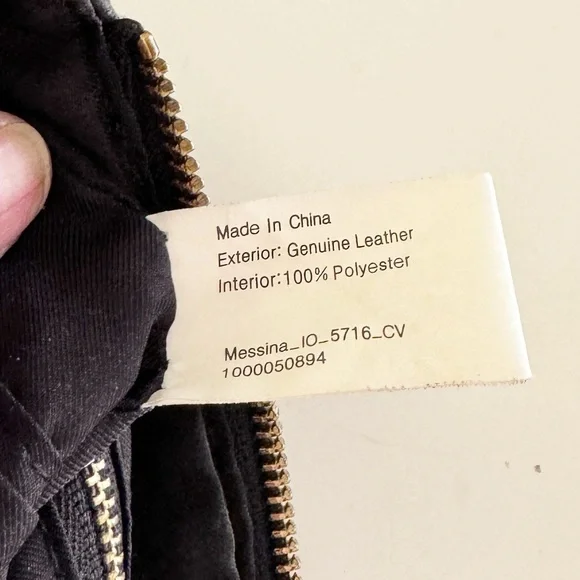 Made In China
Exterior: Genuine Leather
Interior:100% Polyester
Messina_IO_5716_CV
1000050894